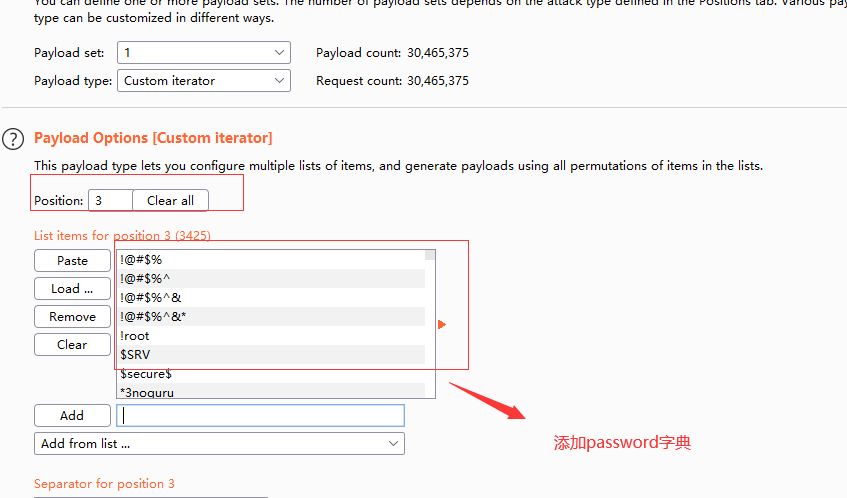 You can define one or more payload sets. The number of payload sets depends on the attack type defined in the Positions tab. Various pay
type can be customized in different ways.
Payload set: 1 Payload count: 30,465,375
Payload type: Custom iterator Request count: 30,465,375
? Payload Options [Custom iterator]
This payload type lets you configure multiple lists of items, and generate payloads using all permutations of items in the lists.
Position: 3 Clear all
List items for position 3 (3425)
Paste !@#$%
!@#$%^
Load ... !@#$%^&
Remove !@#$%^&*
!root
Clear $SRV
$secure$
*3noguru
Add
添加password字典
Add from list ...
Separator for position 3